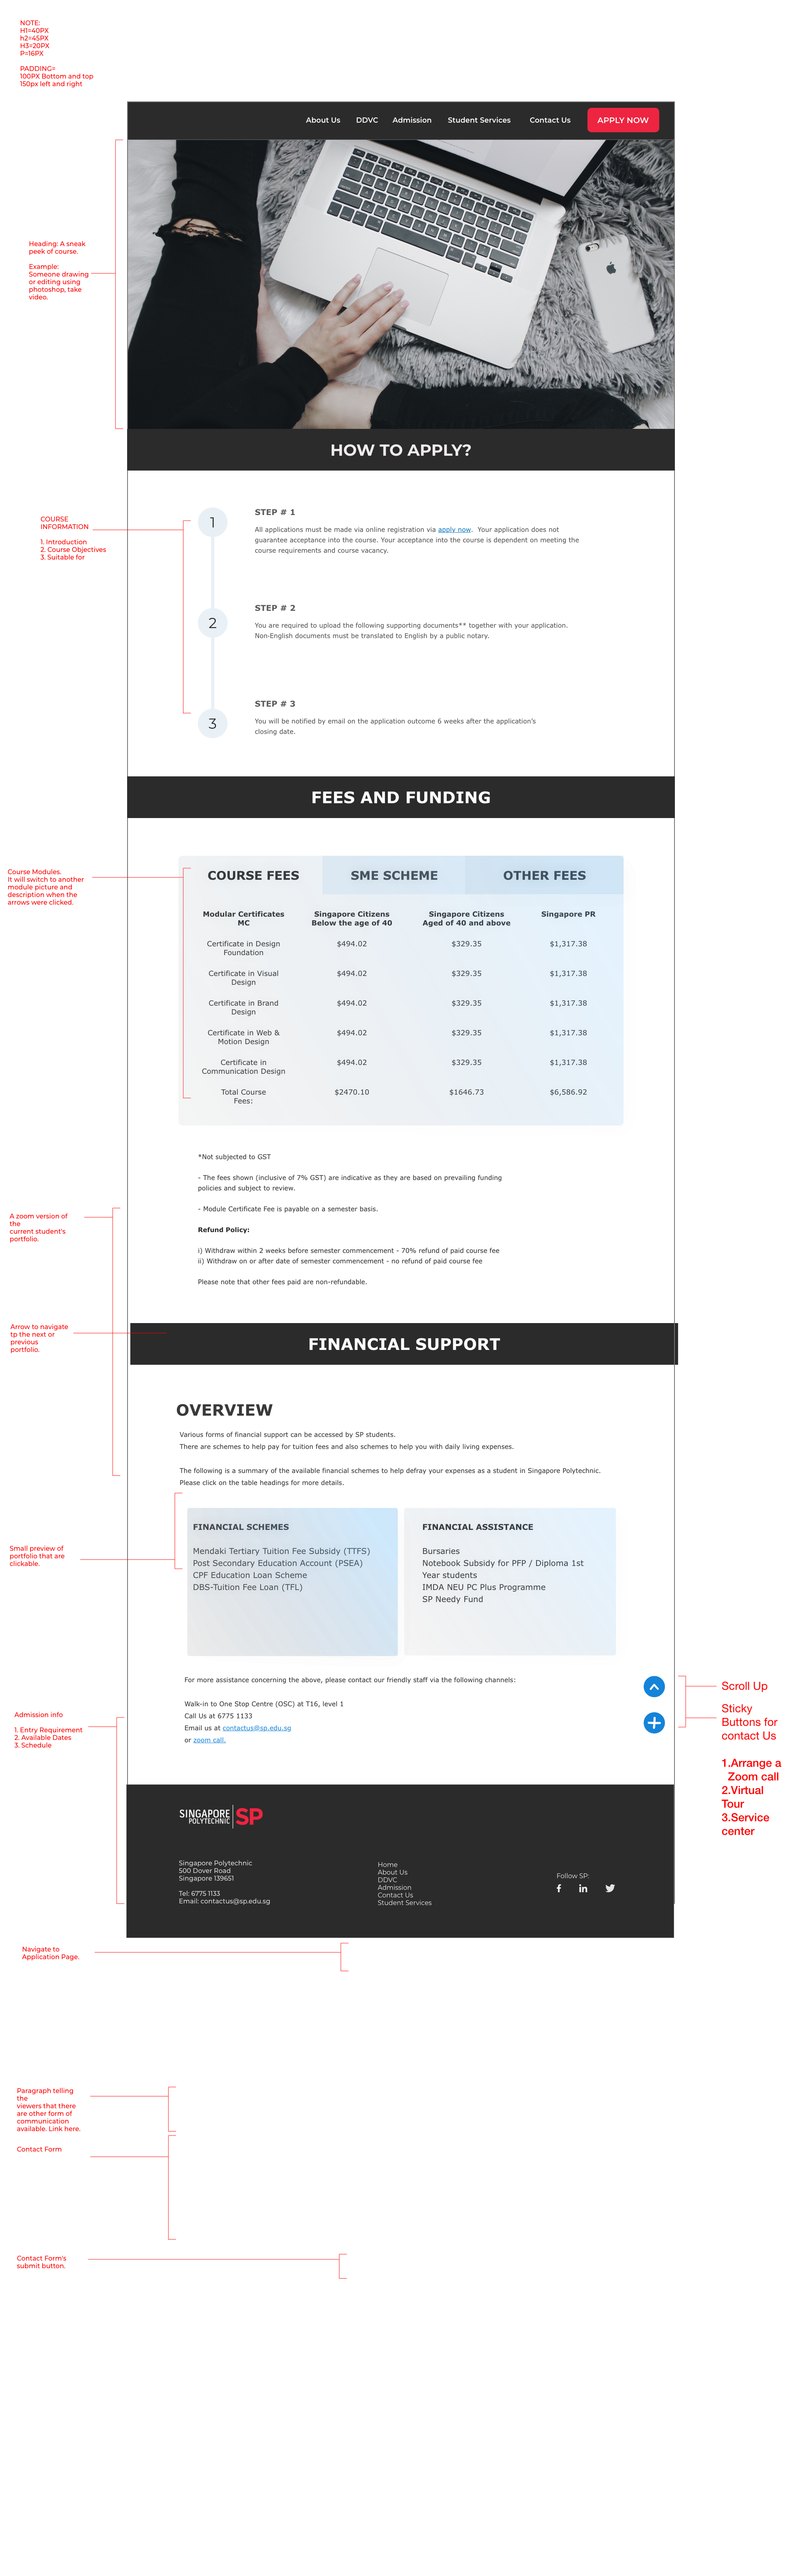 NOTE:
H1=40PX
h2=45PX
H3=20PX
P=16PX
PADDING=
100PX Bottom and top
150px left and right
About Us
DDVC
Admission
Student Services
Contact Us
APPLY NOW
Heading: A sneak
peek of course.
Example:
Someone drawing
or editing using
photoshop, take
video.
HOW TO APPLY?
COURSE
INFORMATION
1. Introduction
2. Course Objectives
3. Suitable for
1
STEP # 1
All applications must be made via online registration via apply now.  Your application does not
guarantee acceptance into the course. Your acceptance into the course is dependent on meeting the
course requirements and course vacancy.
2
STEP # 2
You are required to upload the following supporting documents** together with your application.
Non-English documents must be translated to English by a public notary.
3
STEP # 3
You will be notified by email on the application outcome 6 weeks after the application's
closing date.
FEES AND FUNDING
Course Modules.
It will switch to another
module picture and
description when the
arrows were clicked.
COURSE FEES
SME SCHEME
OTHER FEES
Modular Certificates
MC
Singapore Citizens
Below the age of 40
Singapore Citizens
Aged of 40 and above
Singapore PR
Certificate in Design
Foundation
$494.02
$329.35
$1,317.38
Certificate in Visual
Design
$494.02
$329.35
$1,317.38
Certificate in Brand
Design
$494.02
$329.35
$1,317.38
Certificate in Web &
Motion Design
$494.02
$329.35
$1,317.38
Certificate in
Communication Design
$494.02
$329.35
$1,317.38
Total Course
Fees:
$2470.10
$1646.73
$6,586.92
*Not subjected to GST
- The fees shown (inclusive of 7% GST) are indicative as they are based on prevailing funding
policies and subject to review.
- Module Certificate Fee is payable on a semester basis.
Refund Policy:
i) Withdraw within 2 weeks before semester commencement - 70% refund of paid course fee
ii) Withdraw on or after date of semester commencement - no refund of paid course fee
Please note that other fees paid are non-refundable.
A zoom version of
the
current student's
portfolio.
Arrow to navigate
tp the next or
previous
portfolio.
FINANCIAL SUPPORT
OVERVIEW
Various forms of financial support can be accessed by SP students.
There are schemes to help pay for tuition fees and also schemes to help you with daily living expenses.
The following is a summary of the available financial schemes to help defray your expenses as a student in Singapore Polytechnic.
Please click on the table headings for more details.
Small preview of
portfolio that are
clickable.
FINANCIAL SCHEMES
Mendaki Tertiary Tuition Fee Subsidy (TTFS)
Post Secondary Education Account (PSEA)
CPF Education Loan Scheme
DBS-Tuition Fee Loan (TFL)
FINANCIAL ASSISTANCE
Bursaries
Notebook Subsidy for PFP / Diploma 1st
Year students
IMDA NEU PC Plus Programme
SP Needy Fund
For more assistance concerning the above, please contact our friendly staff via the following channels:
Walk-in to One Stop Centre (OSC) at T16, level 1
Call Us at 6775 1133
Email us at contactus@sp.edu.sg
or zoom call.
Scroll Up
Sticky
Buttons for
contact Us
1.Arrange a
Zoom call
2.Virtual
Tour
3.Service
center
Admission info
1. Entry Requirement
2. Available Dates
3. Schedule
SINGAPORE
POLYTECHNIC
SP
Singapore Polytechnic
500 Dover Road
Singapore 139651
Tel: 6775 1133
Email: contactus@sp.edu.sg
Home
About Us
DDVC
Admission
Contact Us
Student Services
Follow SP:
Navigate to
Application Page.
Paragraph telling
the
viewers that there
are other form of
communication
available. Link here.
Contact Form
Contact Form's
submit button.